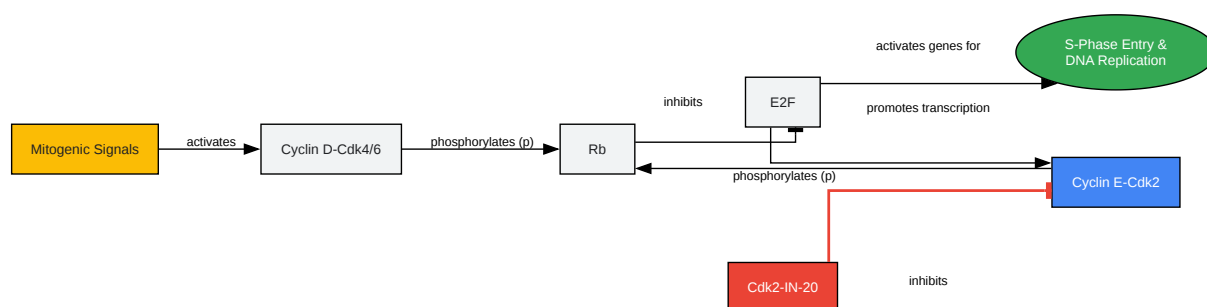 activates genes for
S-Phase Entry &
DNA Replication
inhibits
E2F
promotes transcription
Mitogenic Signals
activates
Cyclin D-Cdk4/6
phosphorylates (p)
Rb
phosphorylates (p)
Cyclin E-Cdk2
Cdk2-IN-20
inhibits